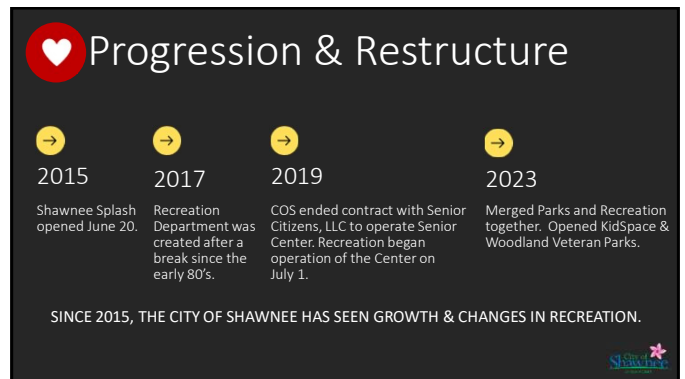 Progression & Restructure
2015
Shawnee Splash
opened June 20.
2017
Recreation
Department was
created after a
break since the
early 80's.
2019
COS ended contract with Senior
Citizens, LLC to operate Senior
Center. Recreation began
operation of the Center on
July 1.
2023
Merged Parks and Recreation
together.  Opened KidSpace &
Woodland Veteran Parks.
SINCE 2015, THE CITY OF SHAWNEE HAS SEEN GROWTH & CHANGES IN RECREATION.
City of
Shawnee